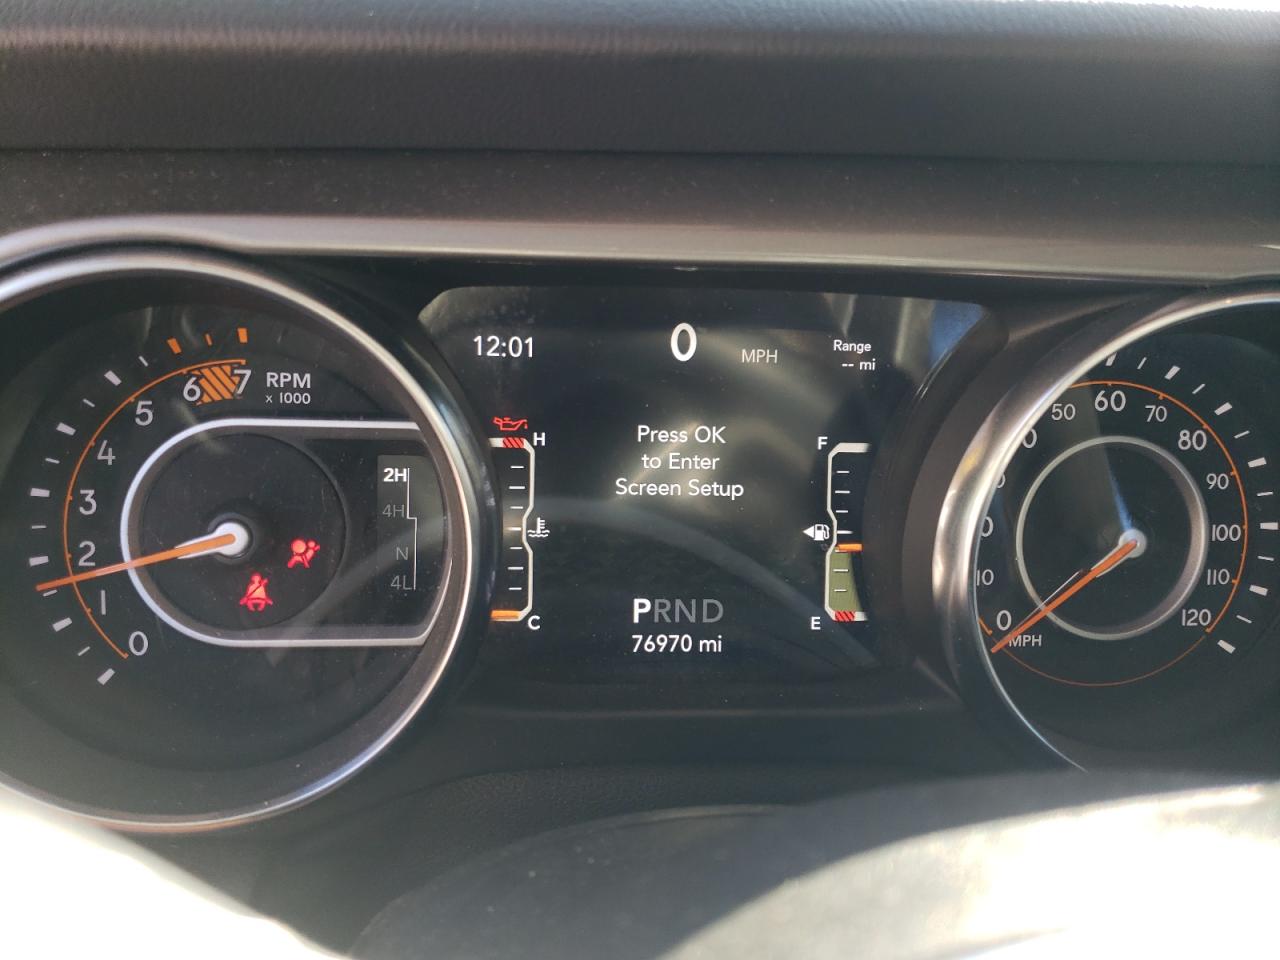 12:01
0 MPH
Range
-- mi
Press OK
to Enter
Screen Setup
PRND
76970 mi
H
C
F
E
0
1
2
3
4
5
6
7
RPM
x 1000
2H
4H
N
4L
0
10
50
60
70
80
90
100
110
120
MPH